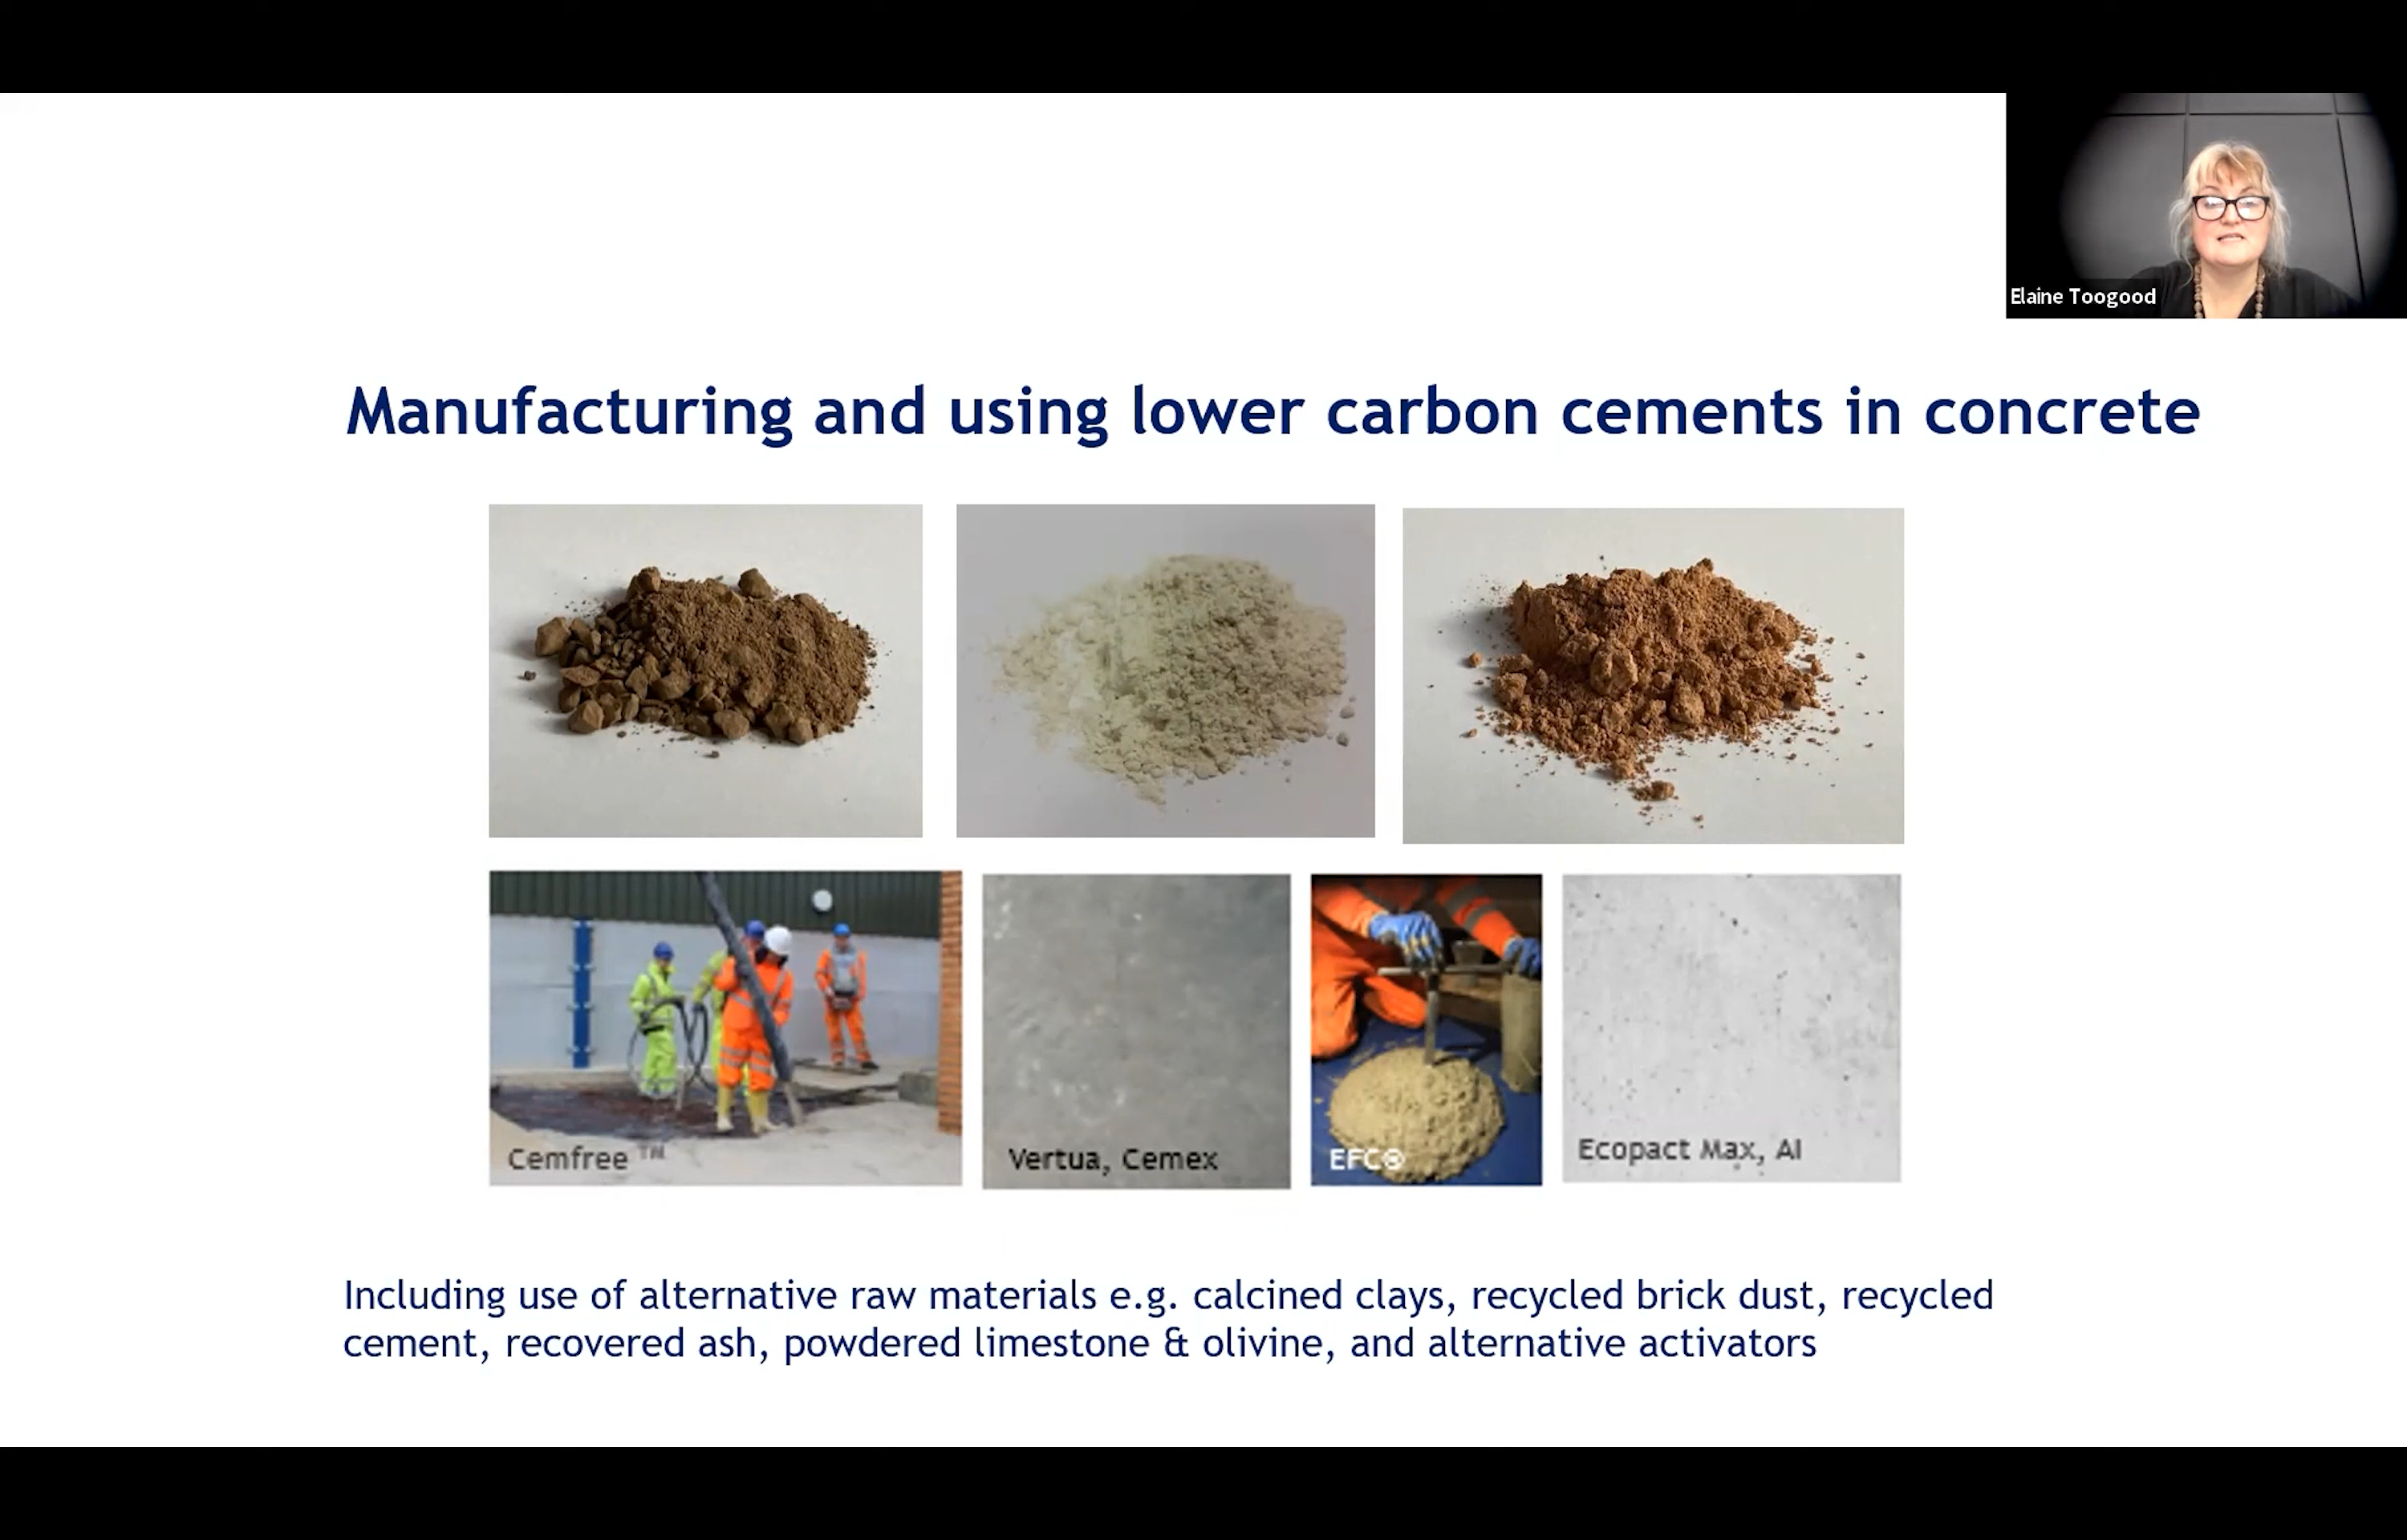 Elaine Toogood
Manufacturing and using lower carbon cements in concrete
Cemfree ™
Vertua, Cemex
EFC®
Ecopact Max, AI
Including use of alternative raw materials e.g. calcined clays, recycled brick dust, recycled
cement, recovered ash, powdered limestone & olivine, and alternative activators